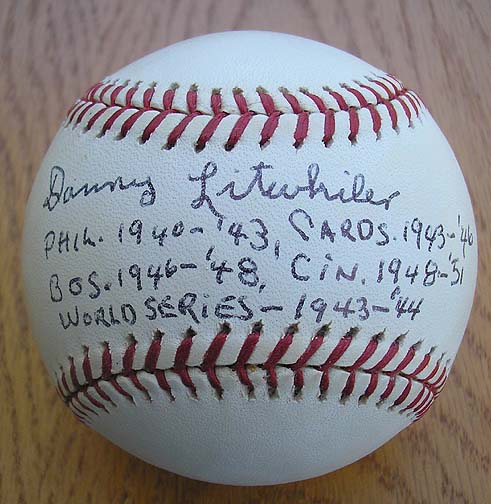 Danny Litwhiler
PHIL. 1940-'43, CARDS. 1943-'46
BOS. 1946-'48, CIN. 1948-'51
WORLD SERIES - 1943-'44